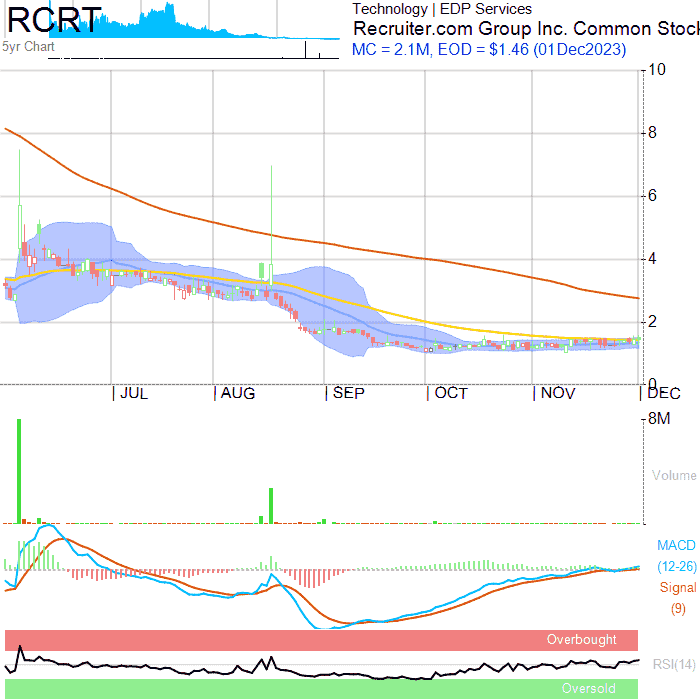 RCRT
5yr Chart
Technology | EDP Services
Recruiter.com Group Inc. Common Stoc
MC = 2.1M, EOD = $1.46 (01Dec2023)
10
8
6
4
2
0
| JUL | AUG | SEP | OCT | NOV | DEC
8M
Volume
MACD
(12-26)
Signal
(9)
Overbought
RSI(14)
Oversold